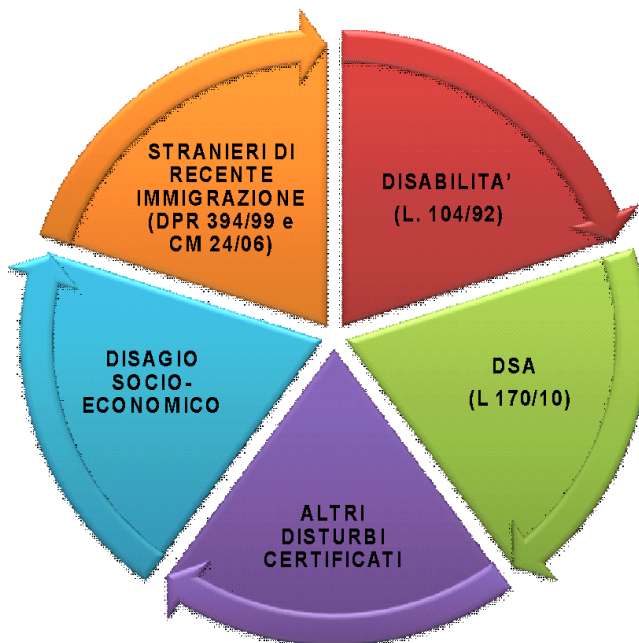 STRANIERI DI
RECENTE
IMMIGRAZIONE
(DPR 394/99 e
CM 24/06)
DISABILITA'
(L. 104/92)
DSA
(L 170/10)
ALTRI
DISTURBI
CERTIFICATI
DISAGIO
SOCIO-
ECONOMICO